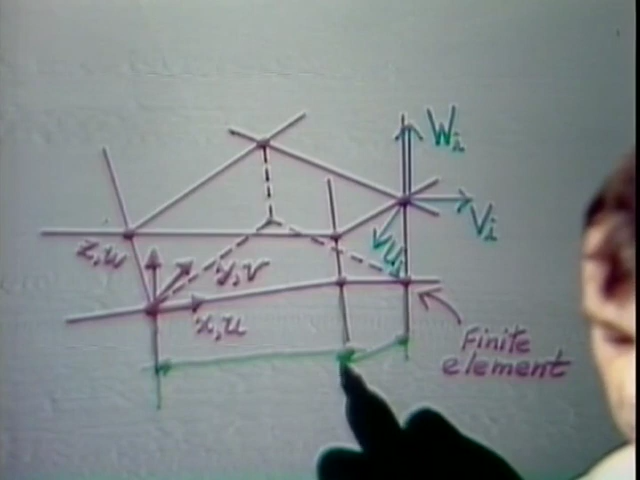 Wi
Vi
Ui
z,w
y,v
x,u
Finite
element